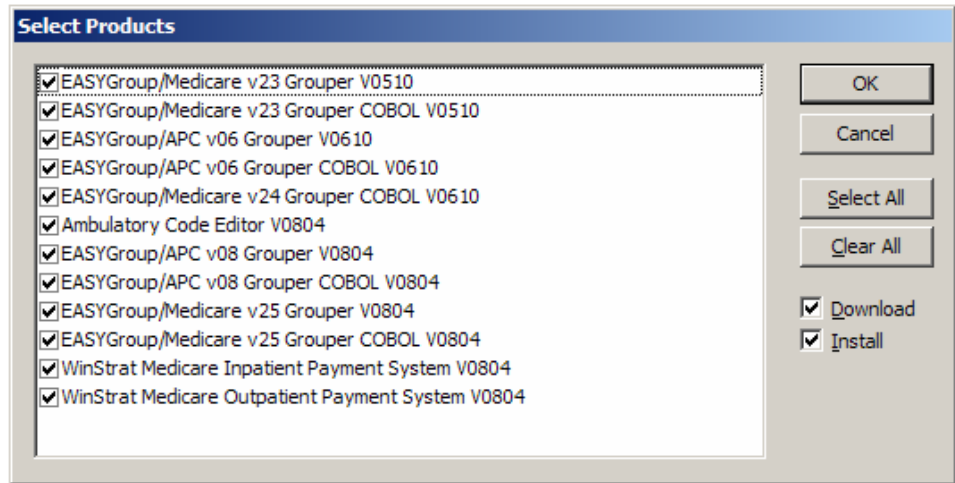 Select Products
EASYGroup/Medicare v23 Grouper V0510
EASYGroup/Medicare v23 Grouper COBOL V0510
EASYGroup/APC v06 Grouper V0610
EASYGroup/APC v06 Grouper COBOL V0610
EASYGroup/Medicare v24 Grouper COBOL V0610
Ambulatory Code Editor V0804
EASYGroup/APC v08 Grouper V0804
EASYGroup/APC v08 Grouper COBOL V0804
EASYGroup/Medicare v25 Grouper V0804
EASYGroup/Medicare v25 Grouper COBOL V0804
WinStrat Medicare Inpatient Payment System V0804
WinStrat Medicare Outpatient Payment System V0804
OK
Cancel
Select All
Clear All
Download
Install